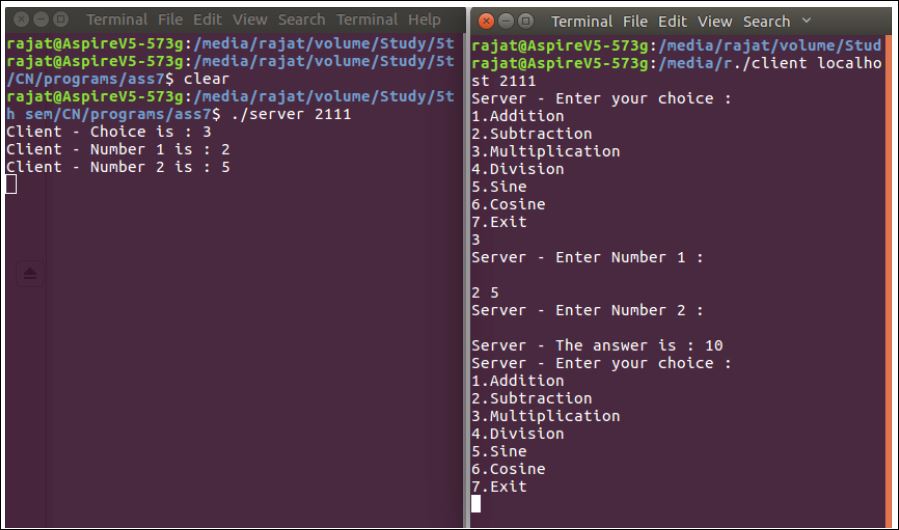 Terminal File Edit View Search Terminal Help
rajat@AspireV5-573g:/media/rajat/volume/Study/5t
rajat@AspireV5-573g:/media/rajat/volume/Study/5t
/CN/programs/ass7$ clear
rajat@AspireV5-573g:/media/rajat/volume/Study/5t
h sem/CN/programs/ass7$ ./server 2111
Client - Choice is : 3
Client - Number 1 is : 2
Client - Number 2 is : 5
Terminal File Edit View Search
rajat@AspireV5-573g:/media/rajat/volume/Stud
rajat@AspireV5-573g:/media/r./client localho
st 2111
Server - Enter your choice :
1.Addition
2.Subtraction
3.Multiplication
4.Division
5.Sine
6.Cosine
7.Exit
3
Server - Enter Number 1 :
2 5
Server - Enter Number 2 :
Server - The answer is : 10
Server - Enter your choice :
1.Addition
2.Subtraction
3.Multiplication
4.Division
5.Sine
6.Cosine
7.Exit